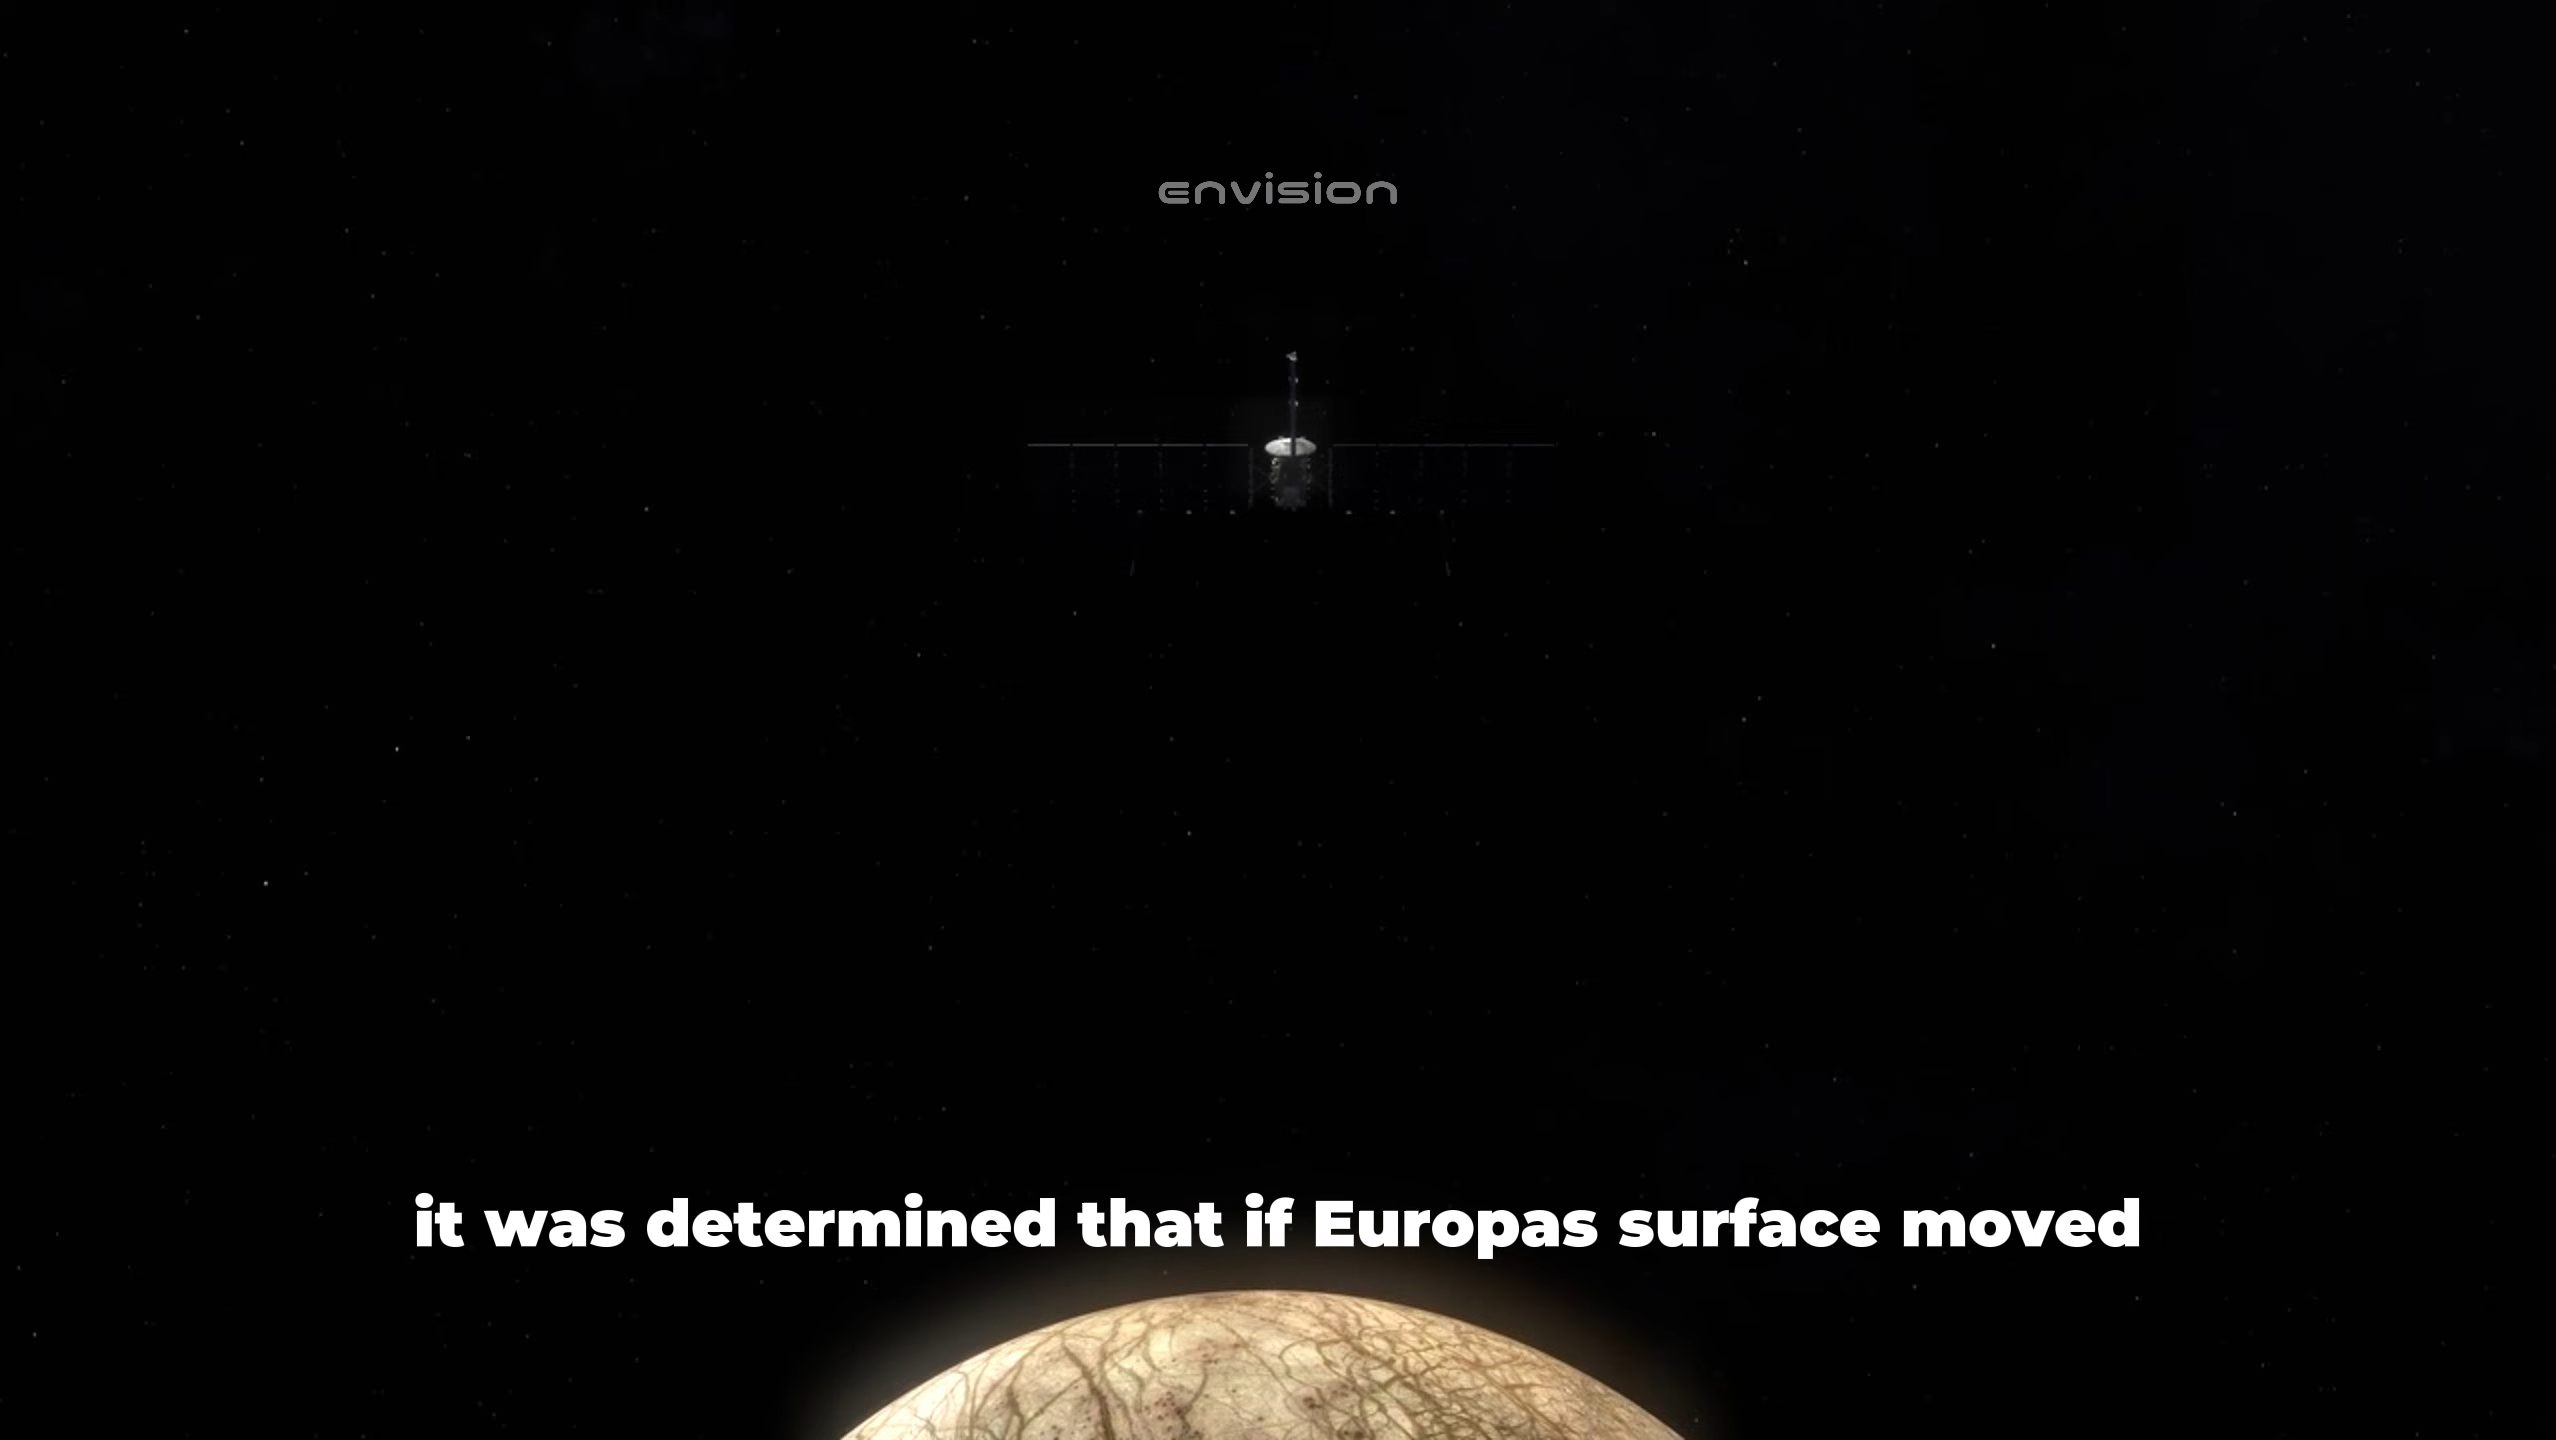 envision
it was determined that if Europas surface moved